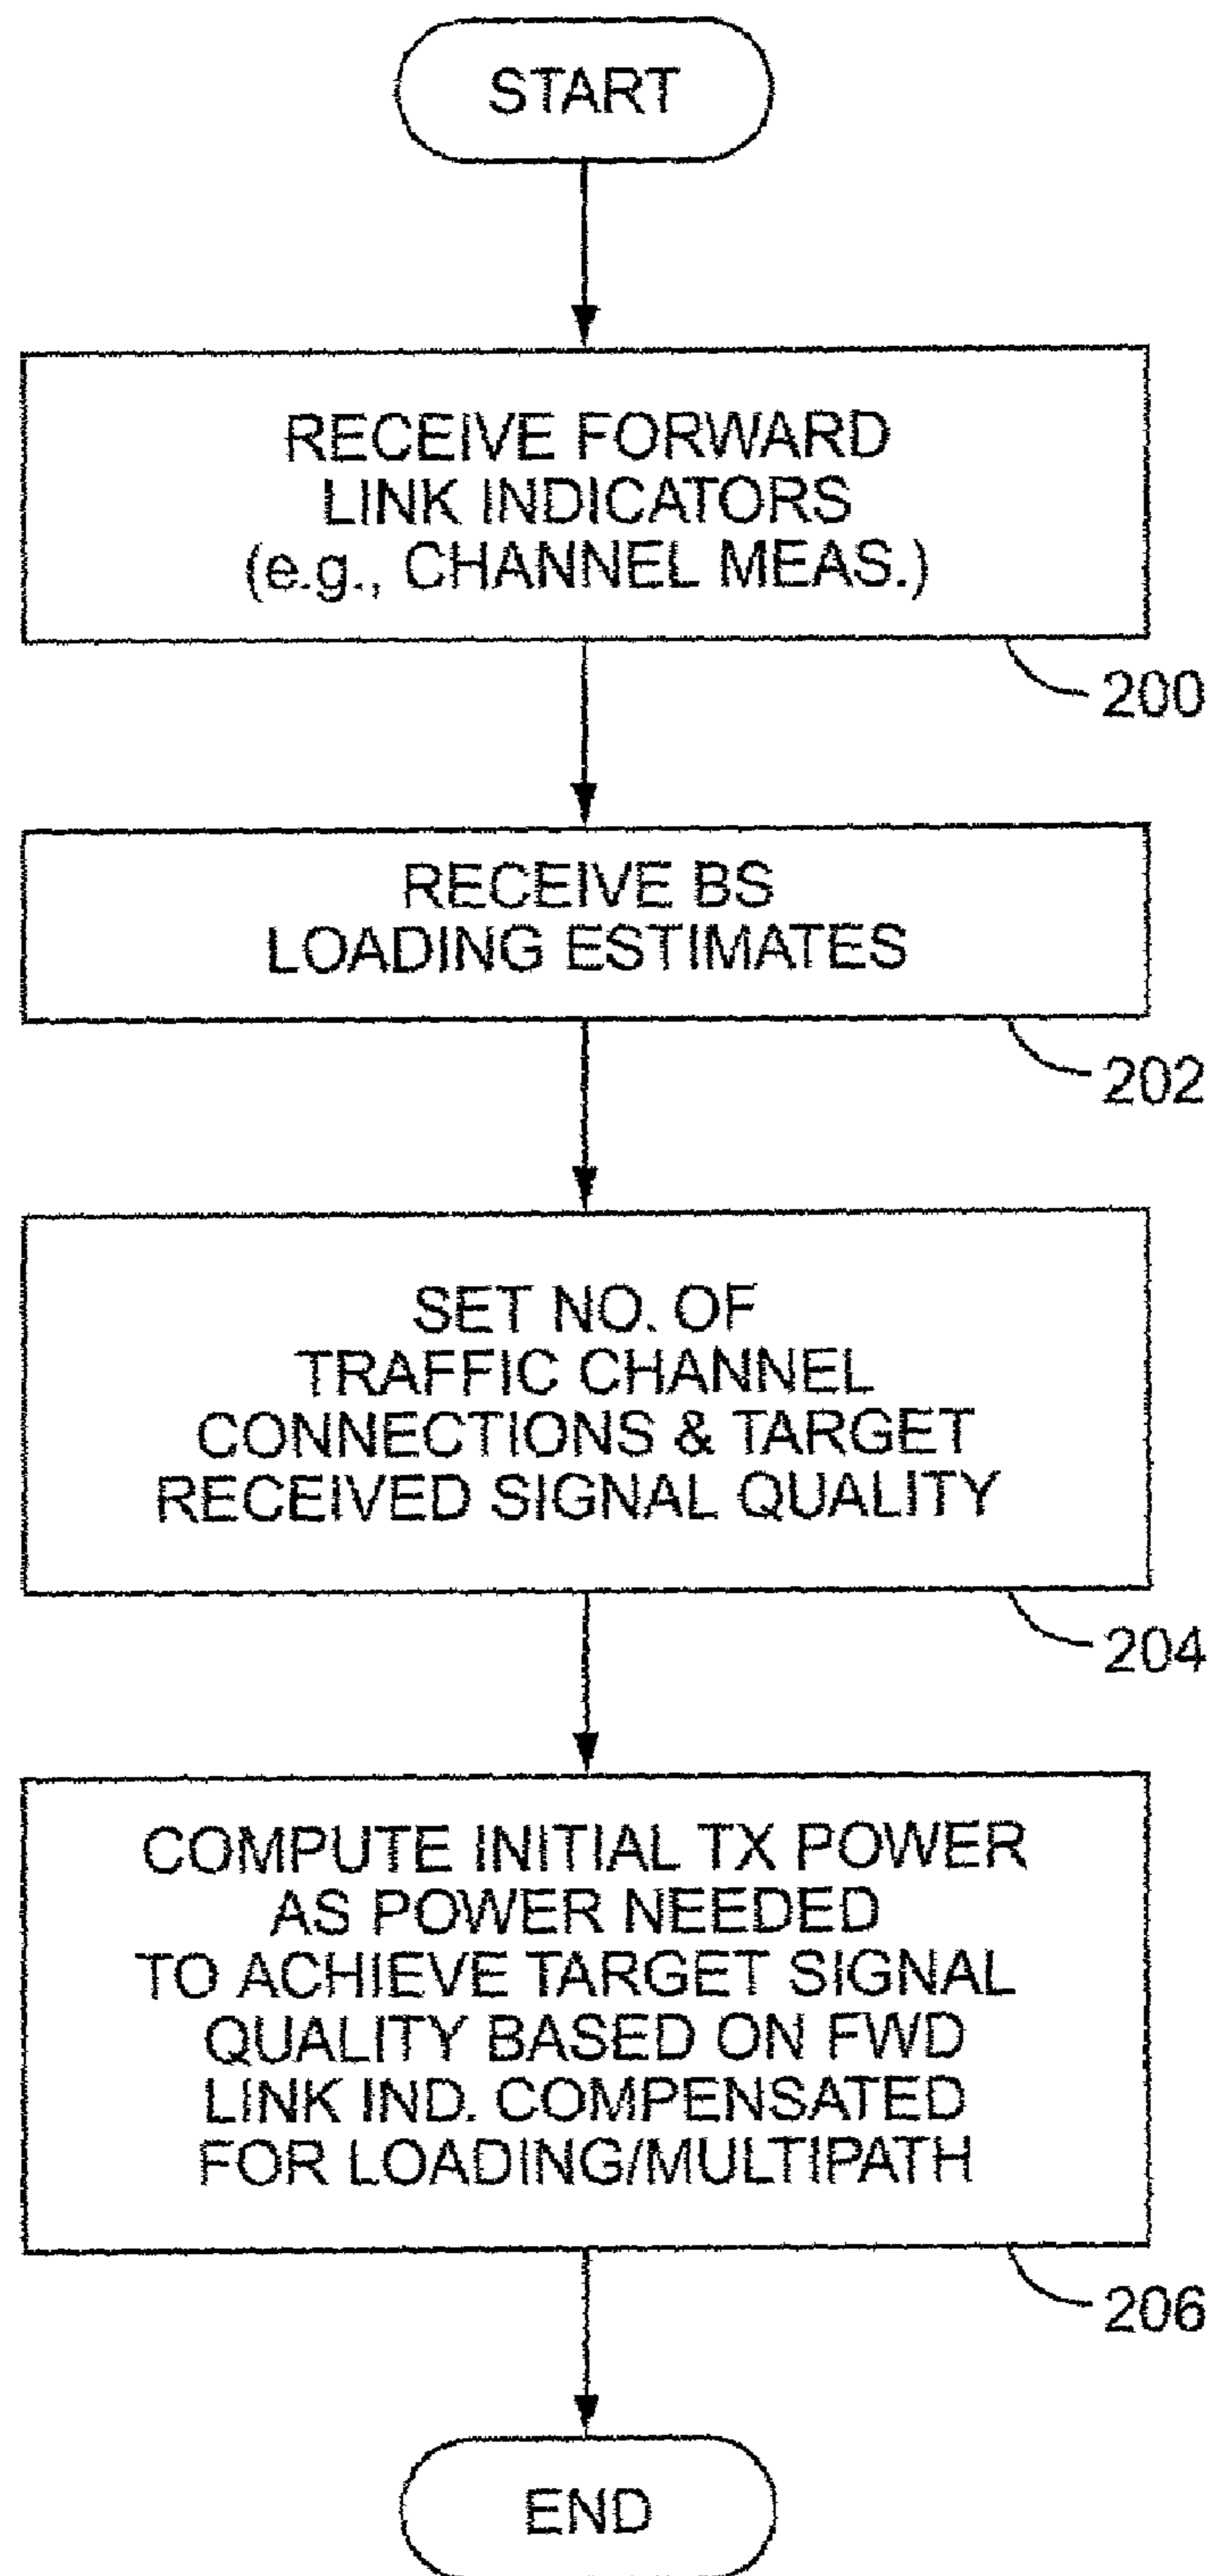 START
RECEIVE FORWARD
LINK INDICATORS
(e.g., CHANNEL MEAS.)
200
RECEIVE BS
LOADING ESTIMATES
202
SET NO. OF
TRAFFIC CHANNEL
CONNECTIONS & TARGET
RECEIVED SIGNAL QUALITY
204
COMPUTE INITIAL TX POWER
AS POWER NEEDED
TO ACHIEVE TARGET SIGNAL
QUALITY BASED ON FWD
LINK IND. COMPENSATED
FOR LOADING/MULTIPATH
206
END